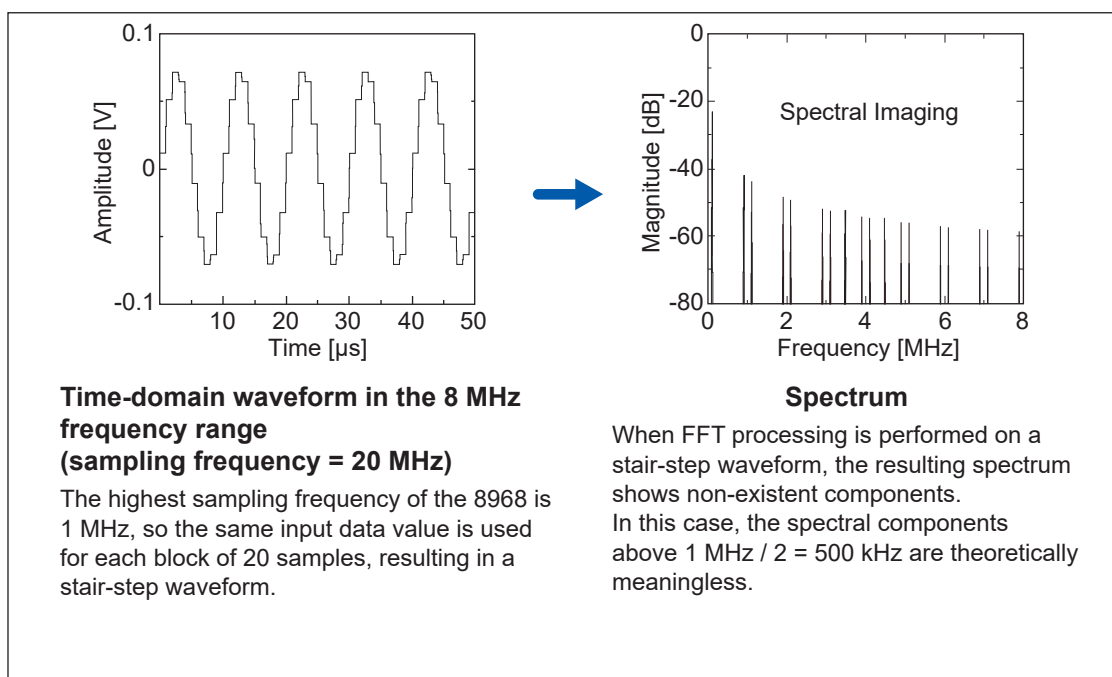 0.1
0
-0.1
Amplitude [V]
10 20 30 40 50
Time [µs]
0
-20
-40
-60
-80
Magnitude [dB]
Spectral Imaging
0 2 4 6 8
Frequency [MHz]
Time-domain waveform in the 8 MHz
frequency range
(sampling frequency = 20 MHz)
The highest sampling frequency of the 8968 is
1 MHz, so the same input data value is used
for each block of 20 samples, resulting in a
stair-step waveform.
Spectrum
When FFT processing is performed on a
stair-step waveform, the resulting spectrum
shows non-existent components.
In this case, the spectral components
above 1 MHz / 2 = 500 kHz are theoretically
meaningless.